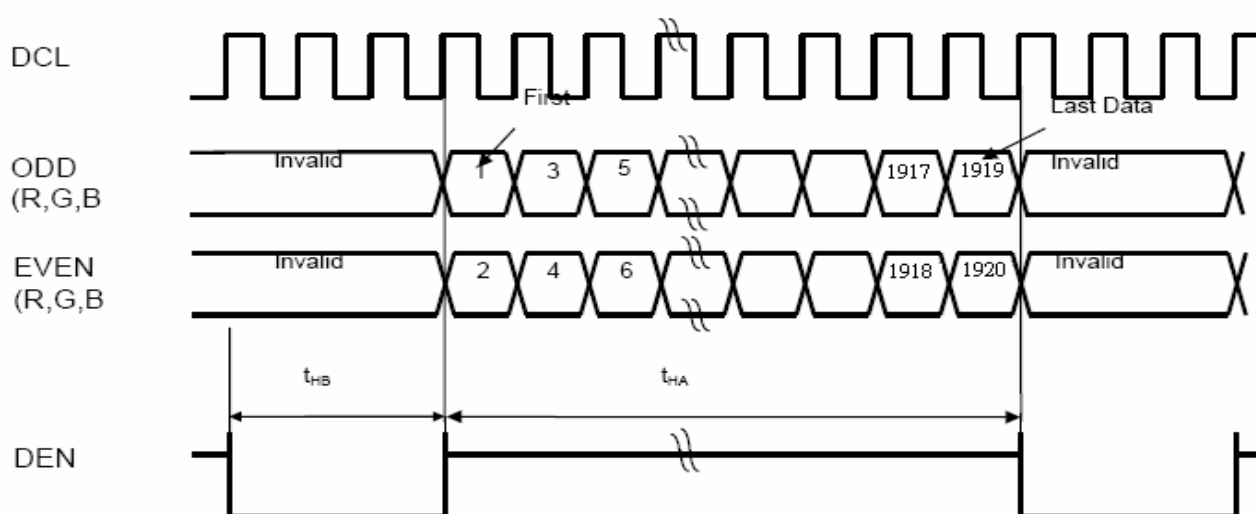 DCL
First
Last Data
ODD
(R,G,B
Invalid
1
3
5
1917
1919
Invalid
EVEN
(R,G,B
Invalid
2
4
6
1918
1920
Invalid
tHB
tHA
DEN